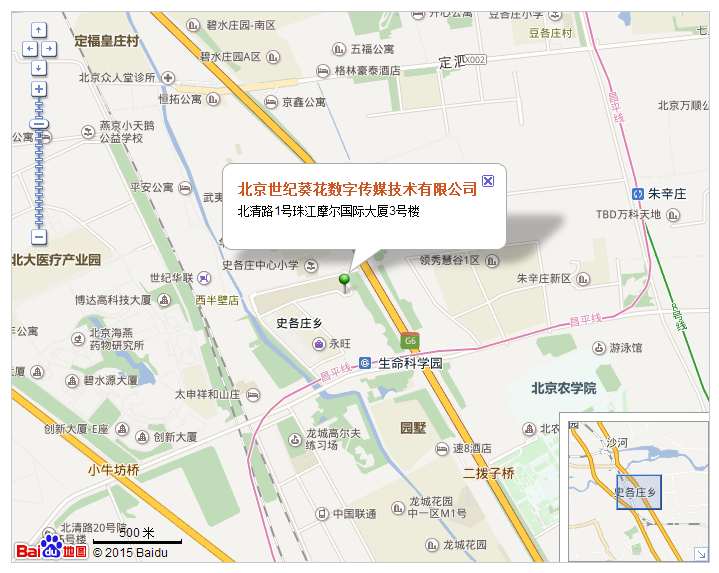 碧水庄园-南区
开心公寓
豆各庄小学
定福皇庄村
豆各庄村
五福公寓
碧水庄园A区
定泗
X002
格林豪泰酒店
北京众人堂诊所
恒拓公寓
京鑫公寓
昌平线
北京万顺
燕京小天鹅
公益学校
北京世纪葵花数字传媒技术有限公司
北清路1号珠江摩尔国际大厦3号楼
平安公寓
武夷
朱辛庄
TBD万科天地
北大医疗产业园
史各庄中心小学
领秀慧谷1区
世纪华联
朱辛庄新区
博达高科技大厦
西半壁店
8号线
史各庄乡
昌平线
北京海燕
药物研究所
永旺
G6
游泳馆
生命科学园
昌平线
碧水源大厦
北京农学院
太申祥和山庄
创新大厦-E座
创新大厦
龙城高尔夫
练习场
园墅
速8酒店
小牛坊桥
二拨子桥
沙河
史各庄乡
龙城花园
中一区M1号
中国联通
北清路20号院
5号楼
500 米
龙城花园
Bai du 地图
© 2015 Baidu